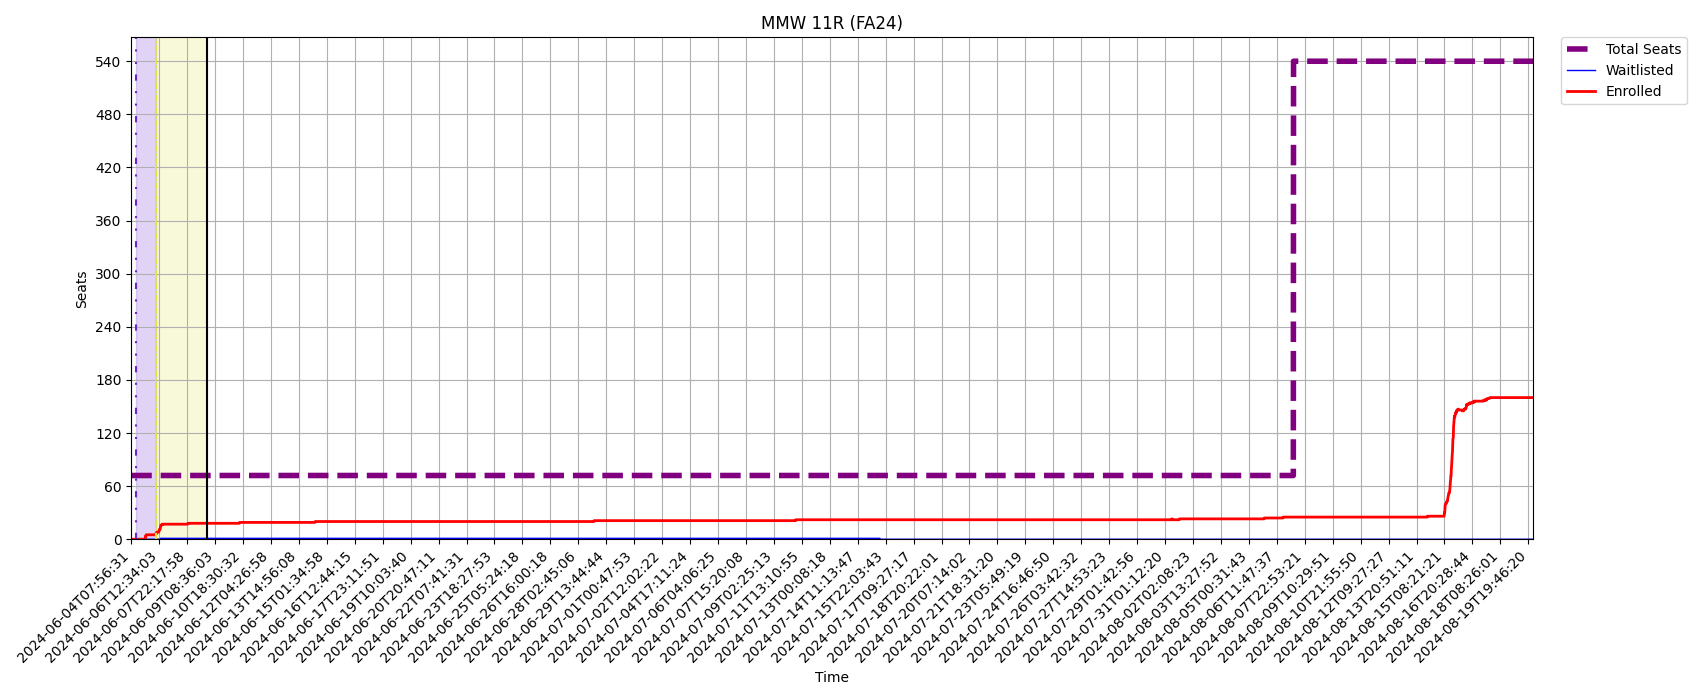 MMW 11R (FA24)
Total Seats
Waitlisted
Enrolled
Seats
540
480
420
360
300
240
180
120
60
0
2024-06-04T07:56:31
2024-06-06T12:34:03
2024-06-07T22:17:58
2024-06-09T08:36:03
2024-06-10T18:30:32
2024-06-12T04:26:58
2024-06-13T14:56:08
2024-06-15T01:34:58
2024-06-16T12:44:15
2024-06-17T23:11:51
2024-06-19T10:03:40
2024-06-20T20:47:11
2024-06-22T07:41:31
2024-06-23T18:27:53
2024-06-25T05:24:18
2024-06-26T16:00:18
2024-06-28T02:45:06
2024-06-29T13:44:44
2024-07-01T00:47:53
2024-07-02T12:02:22
2024-07-04T17:11:24
2024-07-06T04:06:25
2024-07-07T15:20:08
2024-07-09T02:25:13
2024-07-11T13:10:55
2024-07-13T00:08:18
2024-07-14T11:13:47
2024-07-15T22:03:43
2024-07-17T09:27:17
2024-07-18T20:22:01
2024-07-20T07:14:02
2024-07-21T18:31:20
2024-07-23T05:49:19
2024-07-24T16:46:50
2024-07-26T03:42:32
2024-07-27T14:53:23
2024-07-29T01:42:56
2024-07-31T01:12:20
2024-08-02T02:08:23
2024-08-03T13:27:52
2024-08-05T00:31:43
2024-08-06T11:47:37
2024-08-07T22:53:21
2024-08-09T10:29:51
2024-08-10T21:55:50
2024-08-12T09:27:27
2024-08-13T20:51:11
2024-08-15T08:21:21
2024-08-16T20:28:44
2024-08-18T08:26:01
2024-08-19T19:46:20
Time